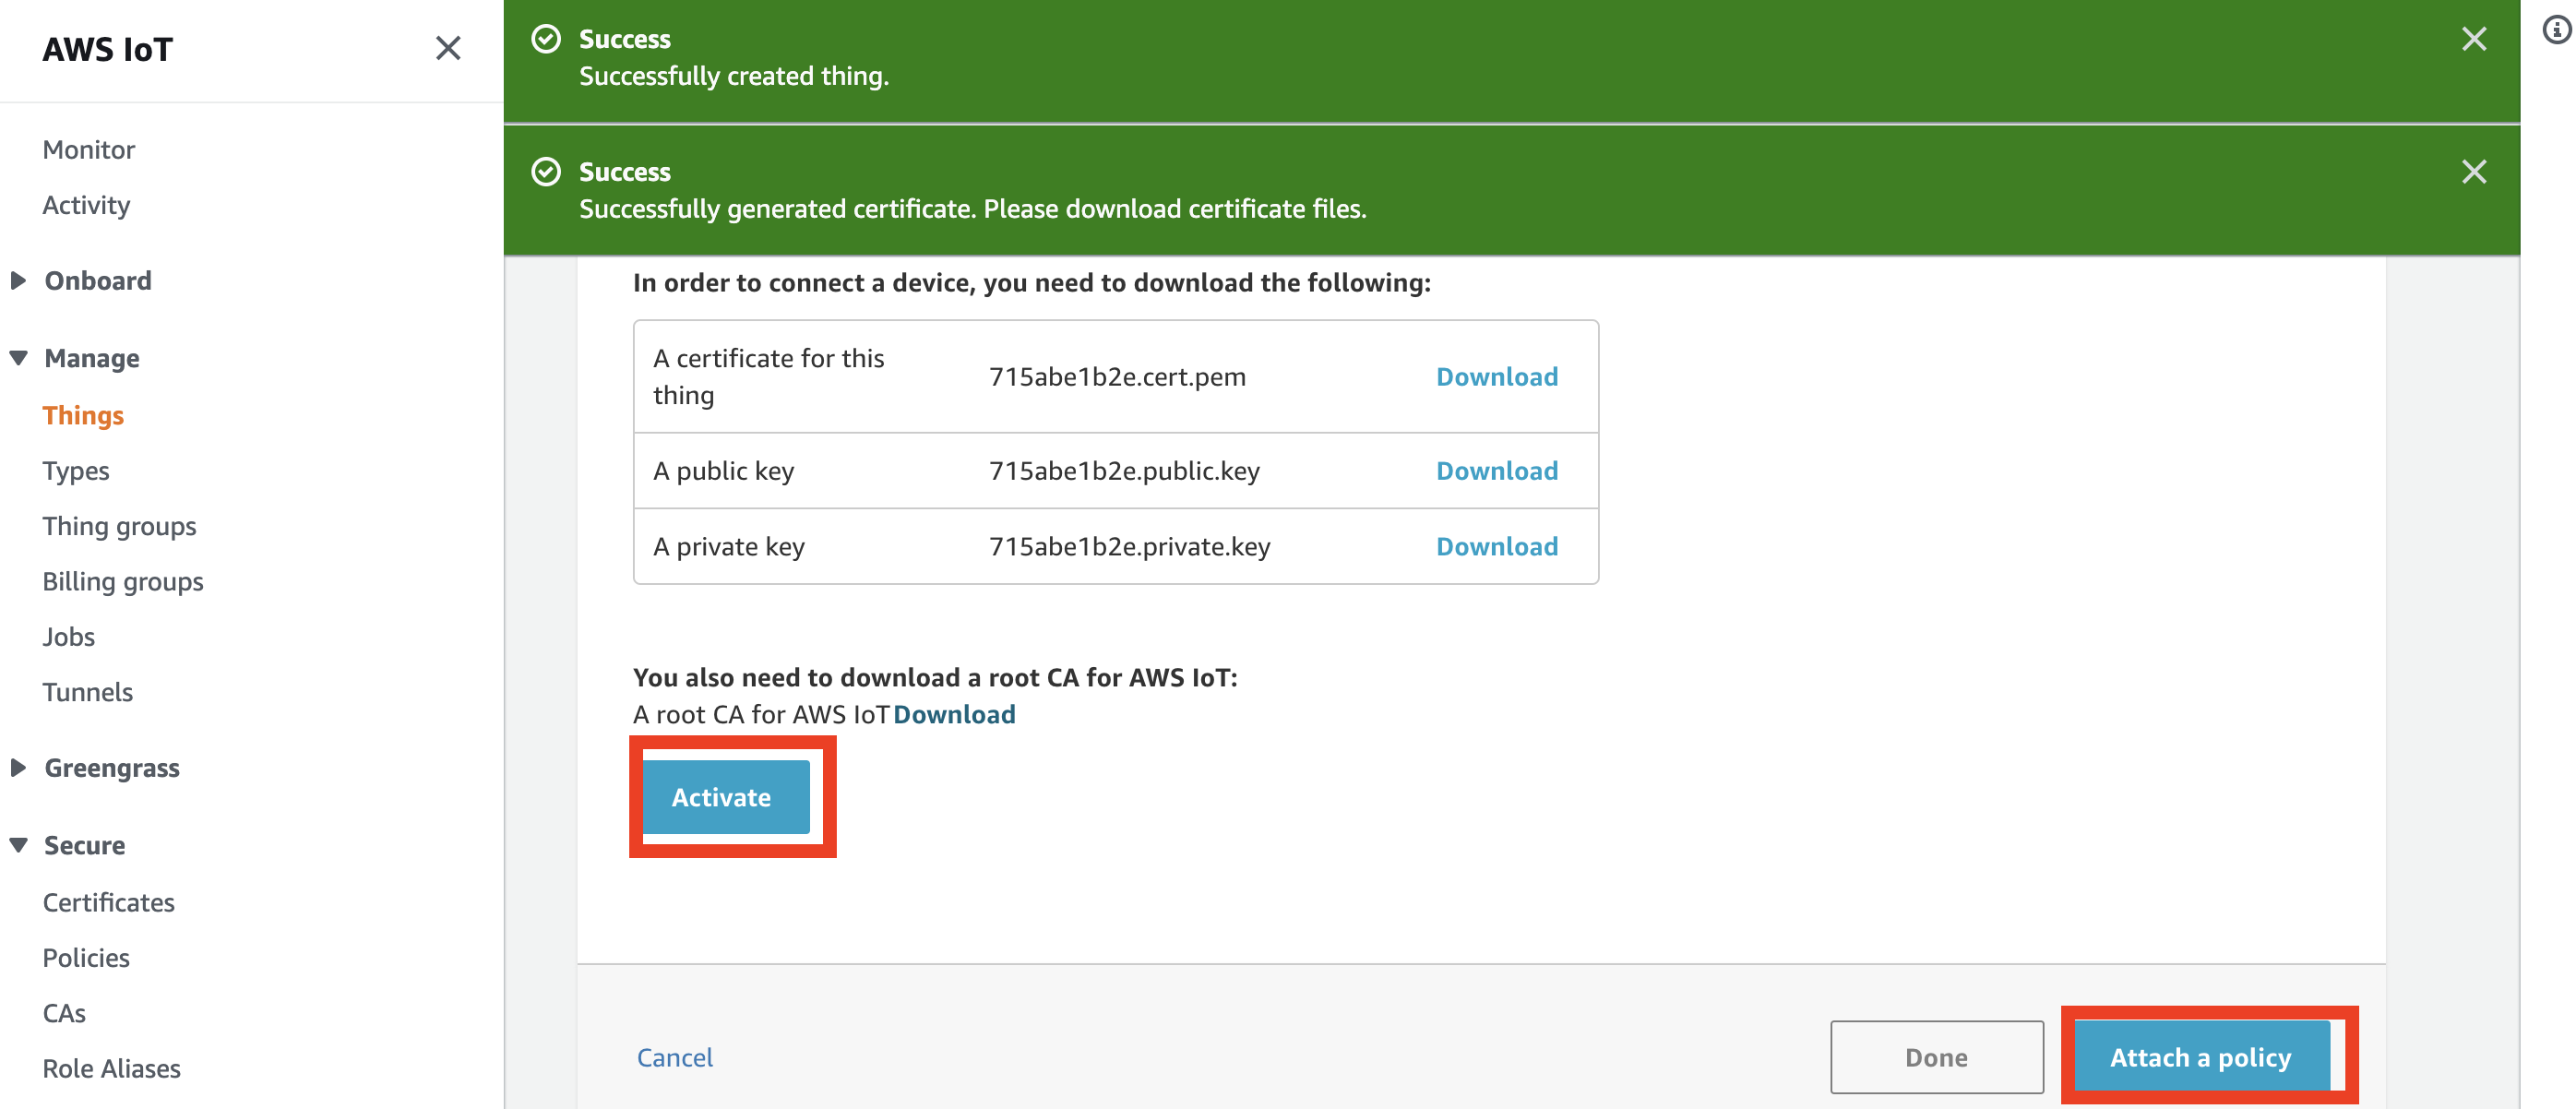 AWS IoT
Monitor
Activity
Onboard
Manage
Things
Types
Thing groups
Billing groups
Jobs
Tunnels
Greengrass
Secure
Certificates
Policies
CAs
Role Aliases
Success
Successfully created thing.
Success
Successfully generated certificate. Please download certificate files.
In order to connect a device, you need to download the following:
A certificate for this
thing
715abe1b2e.cert.pem
Download
A public key
715abe1b2e.public.key
Download
A private key
715abe1b2e.private.key
Download
You also need to download a root CA for AWS IoT:
A root CA for AWS IoT Download
Activate
Cancel
Done
Attach a policy